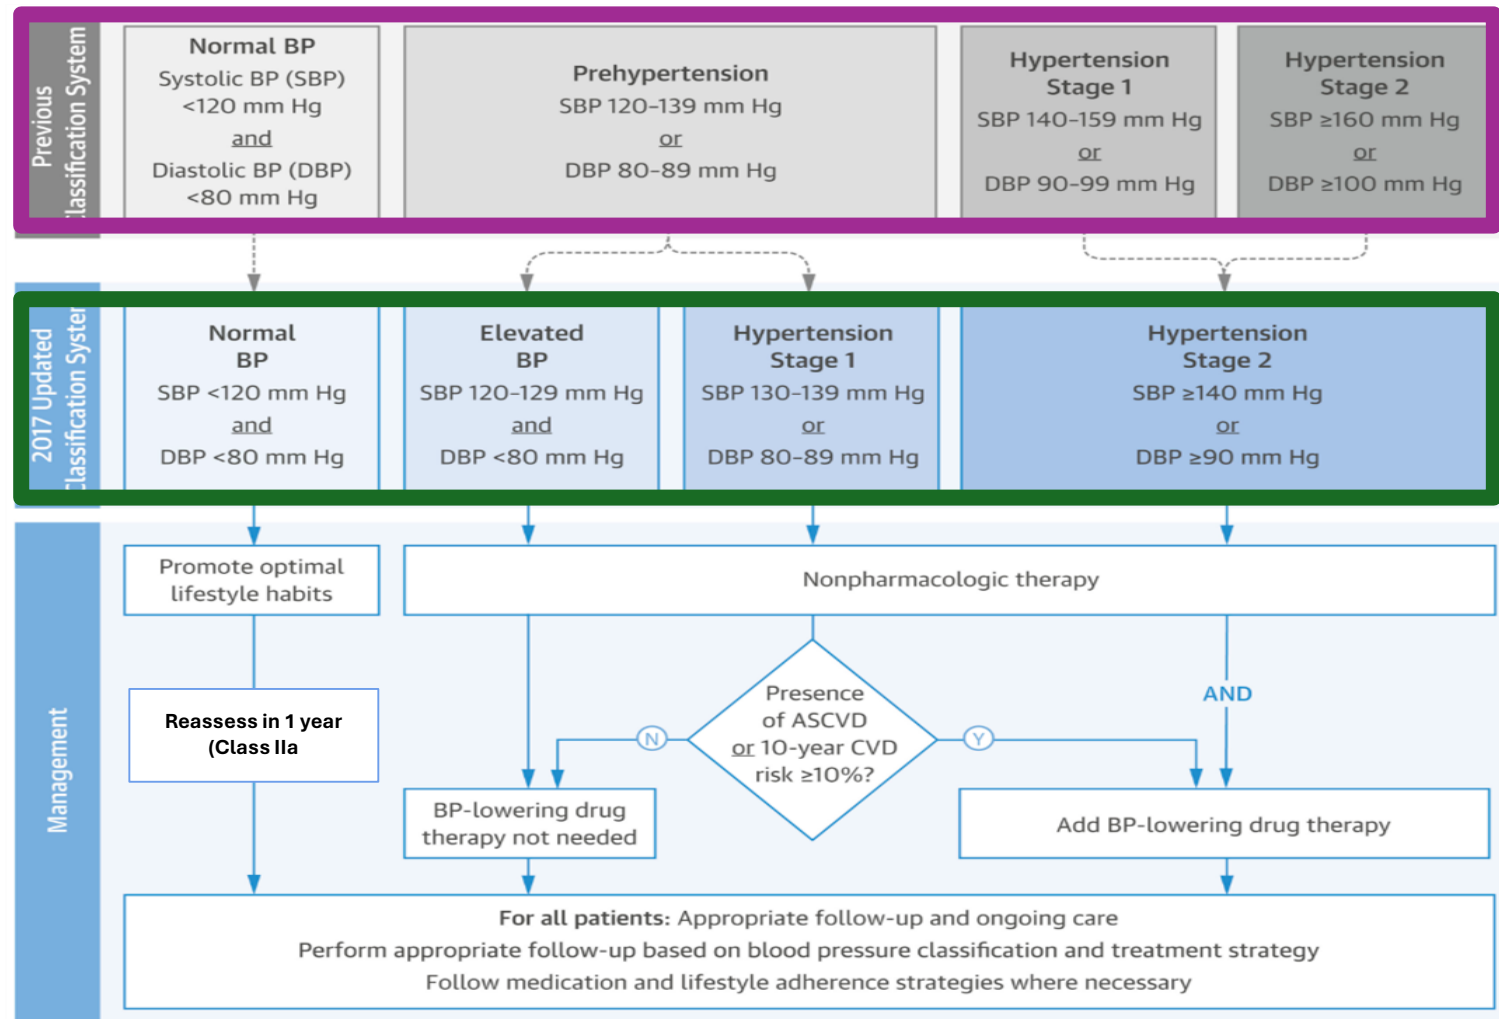 Previous
Classification System
Normal BP
Systolic BP (SBP)
<120 mm Hg
and
Diastolic BP (DBP)
<80 mm Hg
Prehypertension
SBP 120–139 mm Hg
or
DBP 80–89 mm Hg
Hypertension
Stage 1
SBP 140–159 mm Hg
or
DBP 90–99 mm Hg
Hypertension
Stage 2
SBP ≥160 mm Hg
or
DBP ≥100 mm Hg
2017 Updated
Classification System
Normal
BP
SBP <120 mm Hg
and
DBP <80 mm Hg
Elevated
BP
SBP 120–129 mm Hg
and
DBP <80 mm Hg
Hypertension
Stage 1
SBP 130–139 mm Hg
or
DBP 80–89 mm Hg
Hypertension
Stage 2
SBP ≥140 mm Hg
or
DBP ≥90 mm Hg
Management
Promote optimal
lifestyle habits
Nonpharmacologic therapy
Reassess in 1 year
(Class IIa
Presence
of ASCVD
or 10-year CVD
risk ≥10%?
N
Y
AND
BP-lowering drug
therapy not needed
Add BP-lowering drug therapy
For all patients: Appropriate follow-up and ongoing care
Perform appropriate follow-up based on blood pressure classification and treatment strategy
Follow medication and lifestyle adherence strategies where necessary